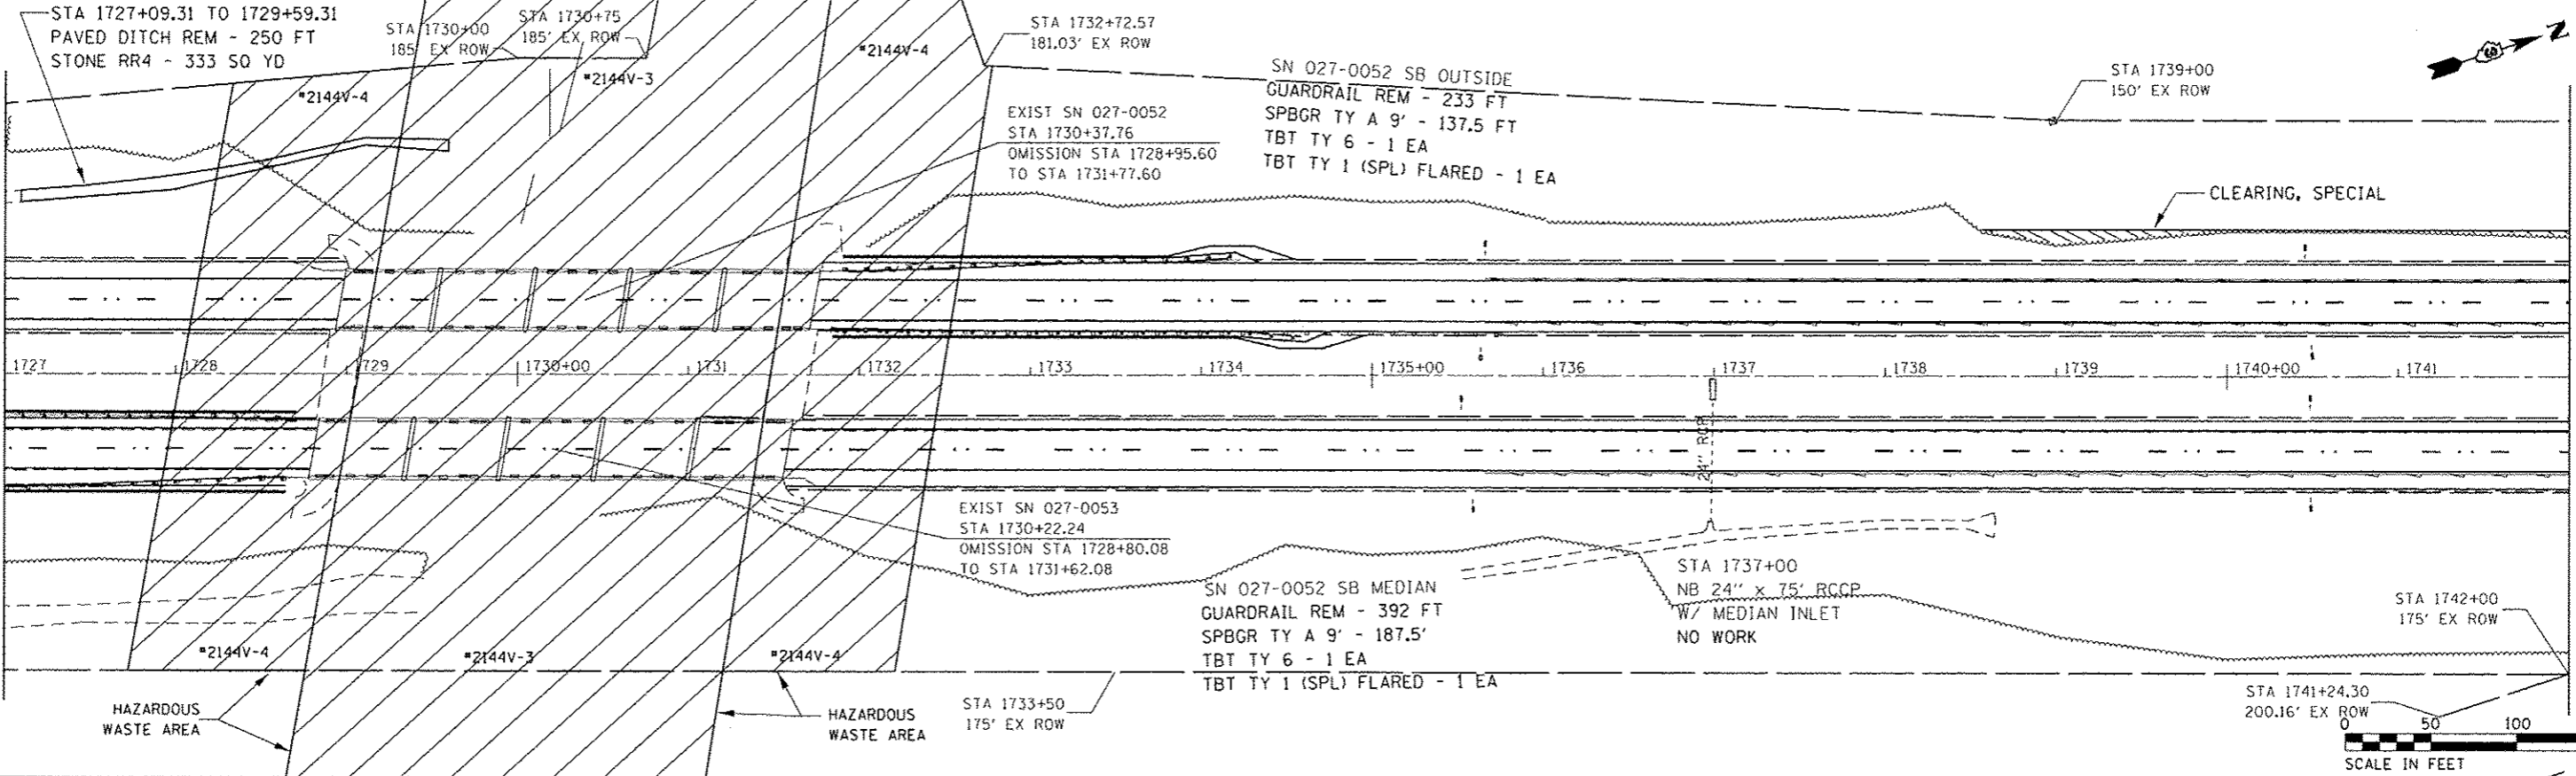 STA 1727+09.31 TO 1729+59.31
PAVED DITCH REM - 250 FT
STONE RR4 - 333 SQ YD
STA 1730+00
185' EX ROW
STA 1730+75
185' EX ROW
*2144V-4
*2144V-3
*2144V-4
STA 1732+72.57
181.03' EX ROW
EXIST SN 027-0052
STA 1730+37.76
OMISSION STA 1728+95.60
TO STA 1731+77.60
SN 027-0052 SB OUTSIDE
GUARDRAIL REM - 233 FT
SPBGR TY A 9' - 137.5 FT
TBT TY 6 - 1 EA
TBT TY 1 (SPL) FLARED - 1 EA
STA 1739+00
150' EX ROW
N
CLEARING, SPECIAL
1727
1728
1729
1730+00
1731
1732
1733
1734
1735+00
1736
1737
1738
1739
1740+00
1741
24" RCP
EXIST SN 027-0053
STA 1730+22.24
OMISSION STA 1728+80.08
TO STA 1731+62.08
SN 027-0052 SB MEDIAN
GUARDRAIL REM - 392 FT
SPBGR TY A 9' - 187.5'
TBT TY 6 - 1 EA
TBT TY 1 (SPL) FLARED - 1 EA
STA 1737+00
NB 24" x 75' RCCP
W/ MEDIAN INLET
NO WORK
STA 1742+00
175' EX ROW
*2144V-4
*2144V-3
*2144V-4
HAZARDOUS
WASTE AREA
HAZARDOUS
WASTE AREA
STA 1733+50
175' EX ROW
STA 1741+24.30
200.16' EX ROW
0 50 100
SCALE IN FEET